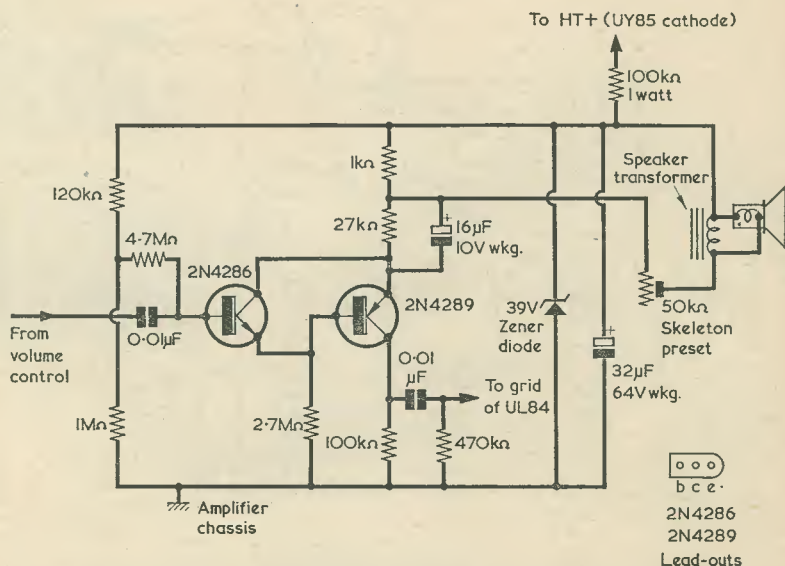 To HT+ (UY85 cathode)
100kΩ
1 watt
1kΩ
Speaker
transformer
120kΩ
27kΩ
4·7MΩ
16µF
10V wkg.
2N4286
2N4289
39V
Zener
diode
50kΩ
Skeleton
preset
0·01µF
From
volume
control
0·01
µF
To grid
of UL84
32µF
64V wkg.
1MΩ
2·7MΩ
100kΩ
470kΩ
Amplifier
chassis
b c e·
2N4286
2N4289
Lead-outs